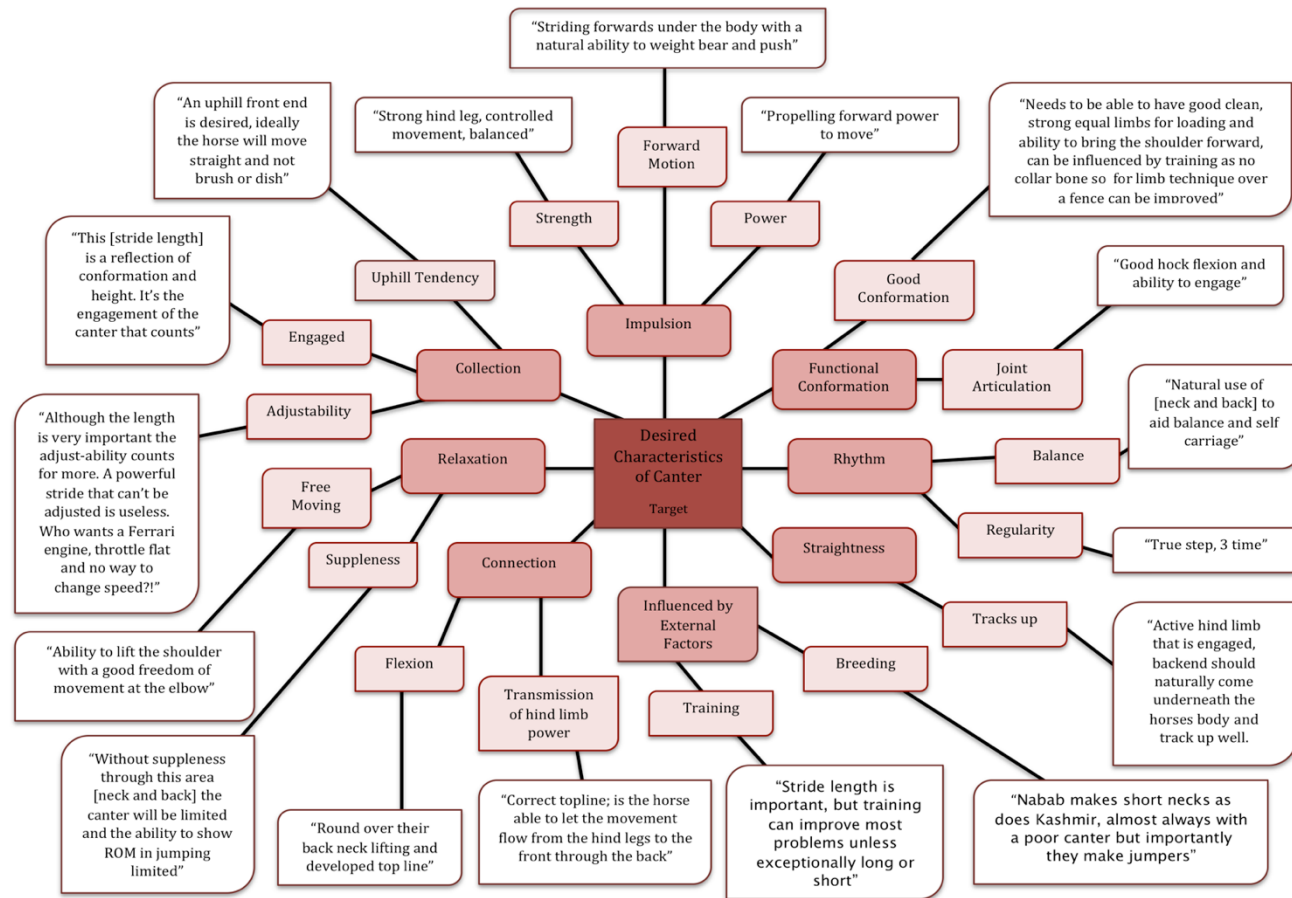 “Striding forwards under the body with a
natural ability to weight bear and push”
“An uphill front end
is desired, ideally
the horse will move
straight and not
brush or dish”
“Strong hind leg, controlled
movement, balanced”
Forward
Motion
“Propelling forward power
to move”
“Needs to be able to have good clean,
strong equal limbs for loading and
ability to bring the shoulder forward,
can be influenced by training as no
collar bone so  for limb technique over
a fence can be improved”
Strength
Power
“This [stride length]
is a reflection of
conformation and
height. It’s the
engagement of the
canter that counts”
Uphill Tendency
Good
Conformation
“Good hock flexion and
ability to engage”
Engaged
Impulsion
Collection
Functional
Conformation
Joint
Articulation
Adjustability
“Although the length
is very important the
adjust-ability counts
for more. A powerful
stride that can’t be
adjusted is useless.
Who wants a Ferrari
engine, throttle flat
and no way to
change speed?!”
“Natural use of
[neck and back] to
aid balance and self
carriage”
Relaxation
Desired
Characteristics
of Canter
Target
Rhythm
Balance
Free
Moving
Regularity
“True step, 3 time”
Suppleness
Connection
Straightness
Influenced by
External
Factors
Tracks up
“Ability to lift the shoulder
with a good freedom of
movement at the elbow”
Flexion
Transmission
of hind limb
power
Training
Breeding
“Active hind limb
that is engaged,
backend should
naturally come
underneath the
horses body and
track up well.
“Without suppleness
through this area
[neck and back] the
canter will be limited
and the ability to show
ROM in jumping
limited”
“Round over their
back neck lifting and
developed top line”
“Correct topline; is the horse
able to let the movement
flow from the hind legs to the
front through the back”
“Stride length is
important, but training
can improve most
problems unless
exceptionally long or
short”
“Nabab makes short necks as
does Kashmir, almost always with
a poor canter but importantly
they make jumpers”